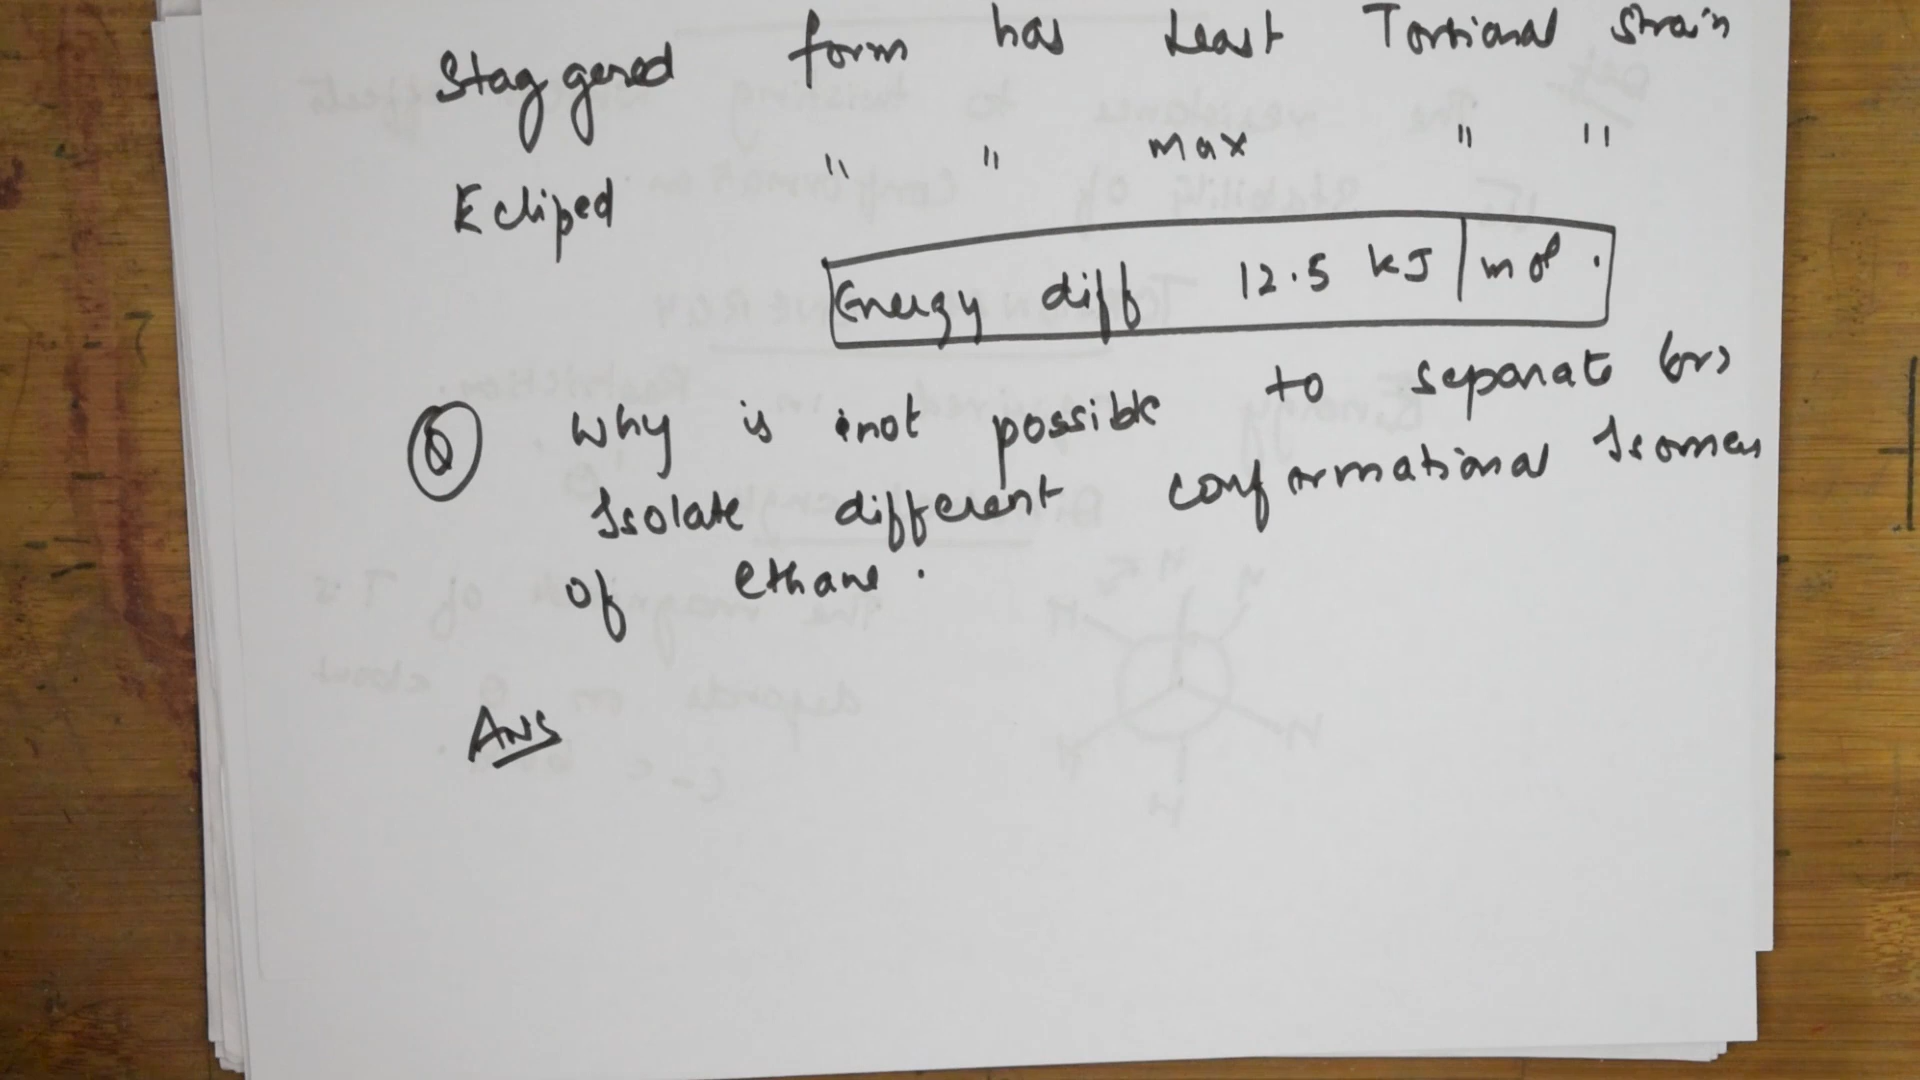 Staggered form has least Tortional strain
Ecliped " " max " "
Energy diff 12.5 kJ/mol.
Q Why is not possible to separate (or)
Isolate different conformational Isomers
of ethane.
Ans